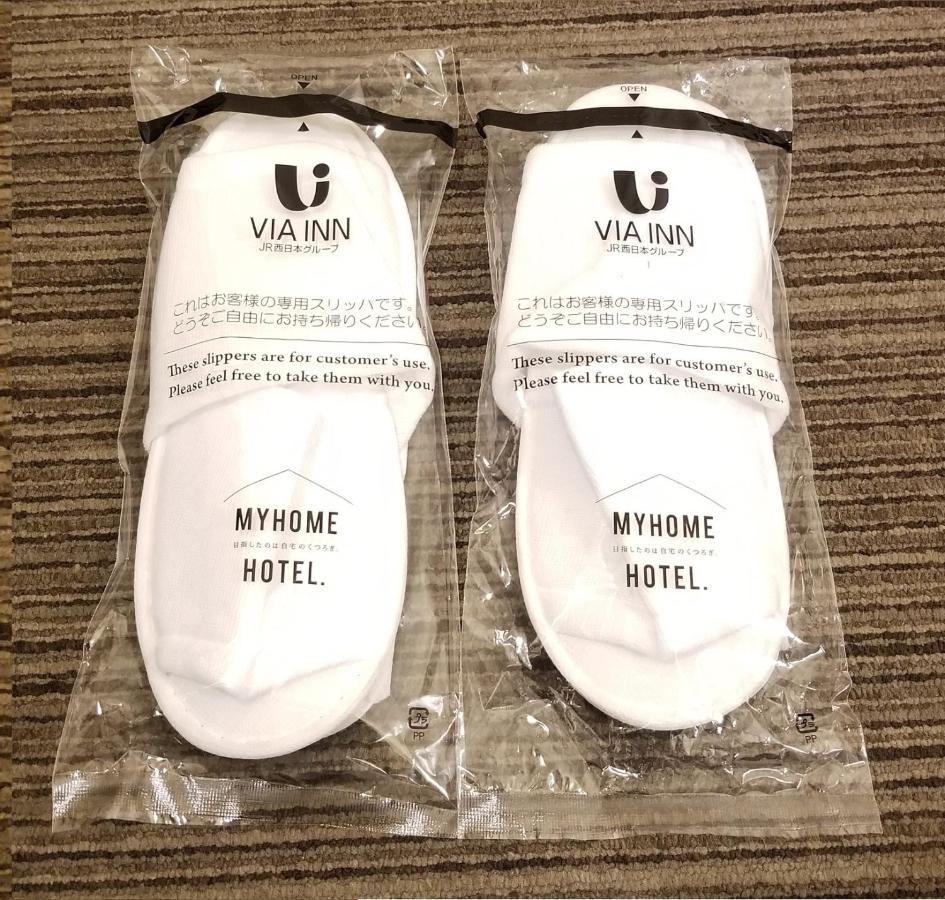 OPEN
VIA INN
JR西日本グループ
これはお客様の専用スリッパです。
どうぞご自由にお持ち帰りください。
These slippers are for customer's use.
Please feel free to take them with you.
MYHOME
目指したのは自宅のくつろぎ。
HOTEL.
プラ
PP
OPEN
VIA INN
JR西日本グループ
これはお客様の専用スリッパです。
どうぞご自由にお持ち帰りください。
These slippers are for customer's use.
Please feel free to take them with you.
MYHOME
目指したのは自宅のくつろぎ。
HOTEL.
プラ
PP